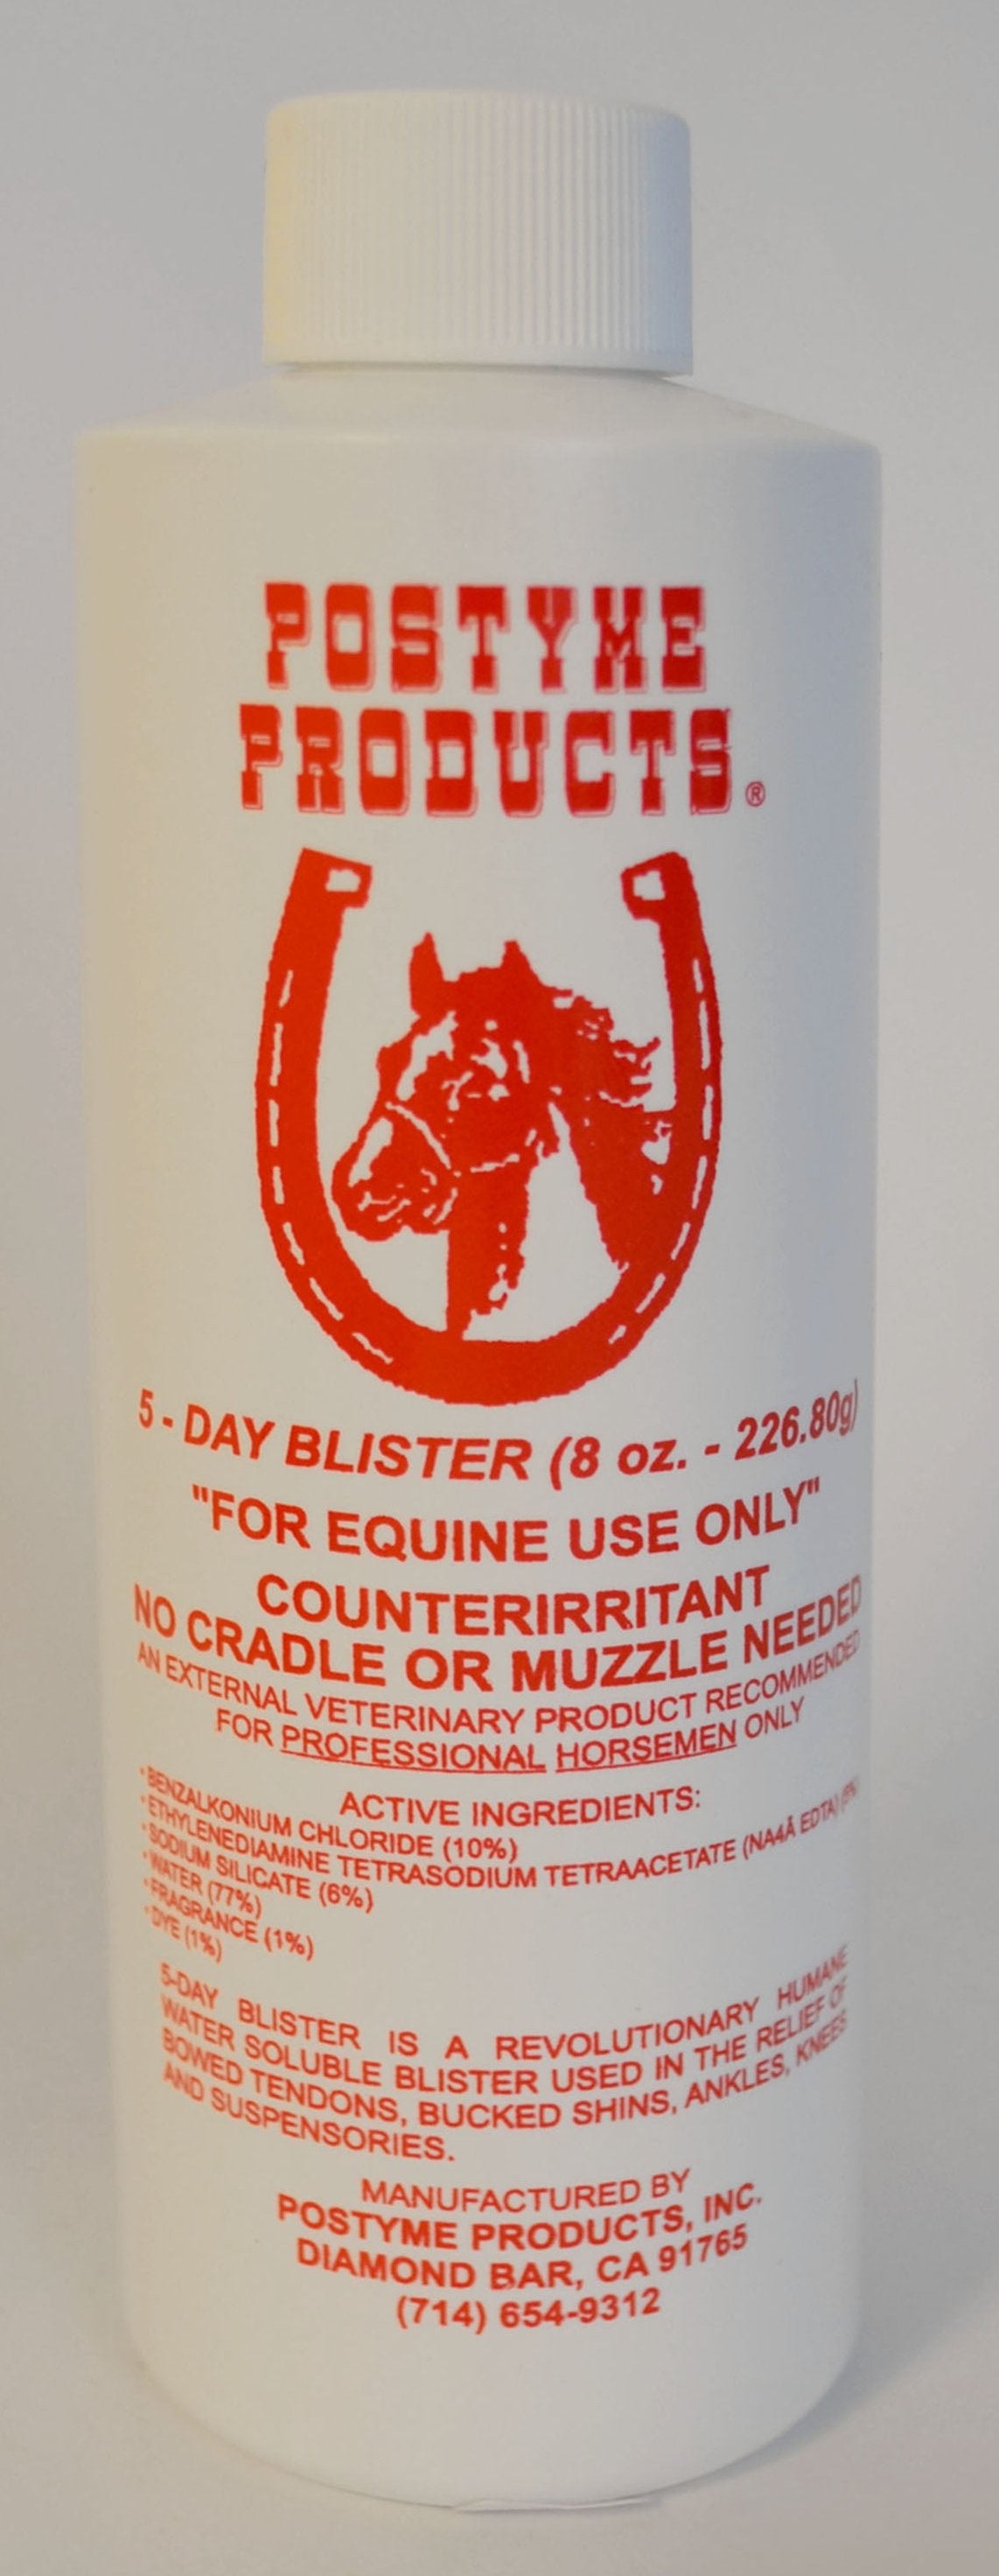 POSTYME
PRODUCTS®
5 - DAY BLISTER (8 oz. - 226.80g)
"FOR EQUINE USE ONLY"
COUNTERIRRITANT
NO CRADLE OR MUZZLE NEEDED
AN EXTERNAL VETERINARY PRODUCT RECOMMENDED
FOR PROFESSIONAL HORSEMEN ONLY
ACTIVE INGREDIENTS:
• BENZALKONIUM CHLORIDE (10%)
• ETHYLENEDIAMINE TETRASODIUM TETRAACETATE (NA4Å EDTA)
• SODIUM SILICATE (6%)
• WATER (77%)
• FRAGRANCE (1%)
• DYE (1%)
5-DAY BLISTER IS A REVOLUTIONARY HUMANE
WATER SOLUBLE BLISTER USED IN THE RELIEF OF
BOWED TENDONS, BUCKED SHINS, ANKLES, KNEES
AND SUSPENSORIES.
MANUFACTURED BY
POSTYME PRODUCTS, INC.
DIAMOND BAR, CA 91765
(714) 654-9312